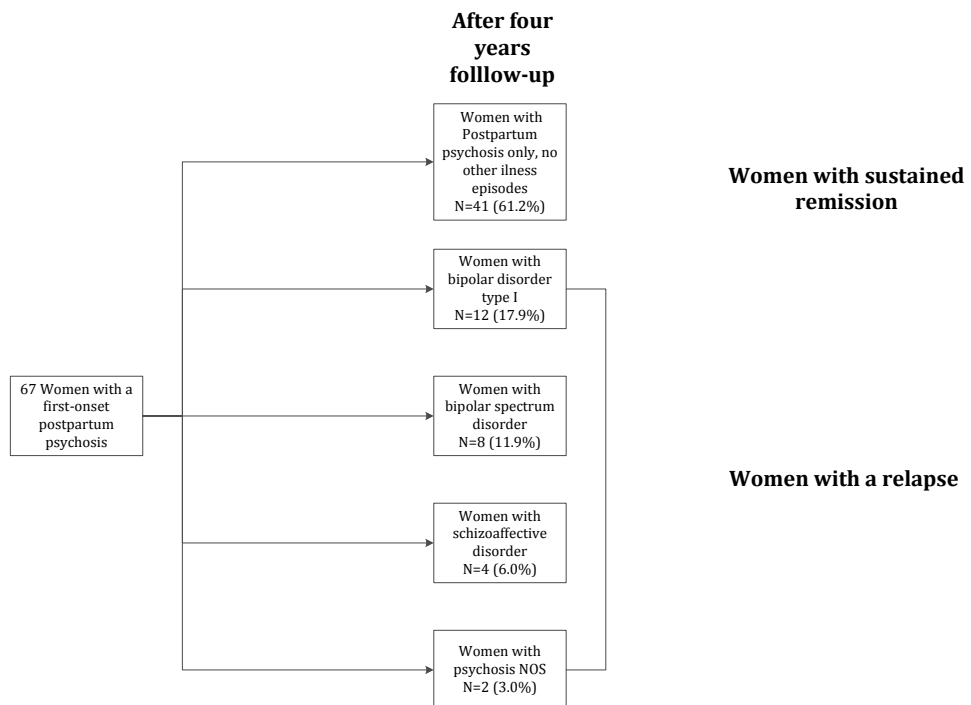 After four
years
folllow-up
Women with
Postpartum
psychosis only, no
other ilness
episodes
N=41 (61.2%)
Women with sustained
remission
Women with
bipolar disorder
type I
N=12 (17.9%)
67 Women with a
first-onset
postpartum
psychosis
Women with
bipolar spectrum
disorder
N=8 (11.9%)
Women with a relapse
Women with
schizoaffective
disorder
N=4 (6.0%)
Women with
psychosis NOS
N=2 (3.0%)